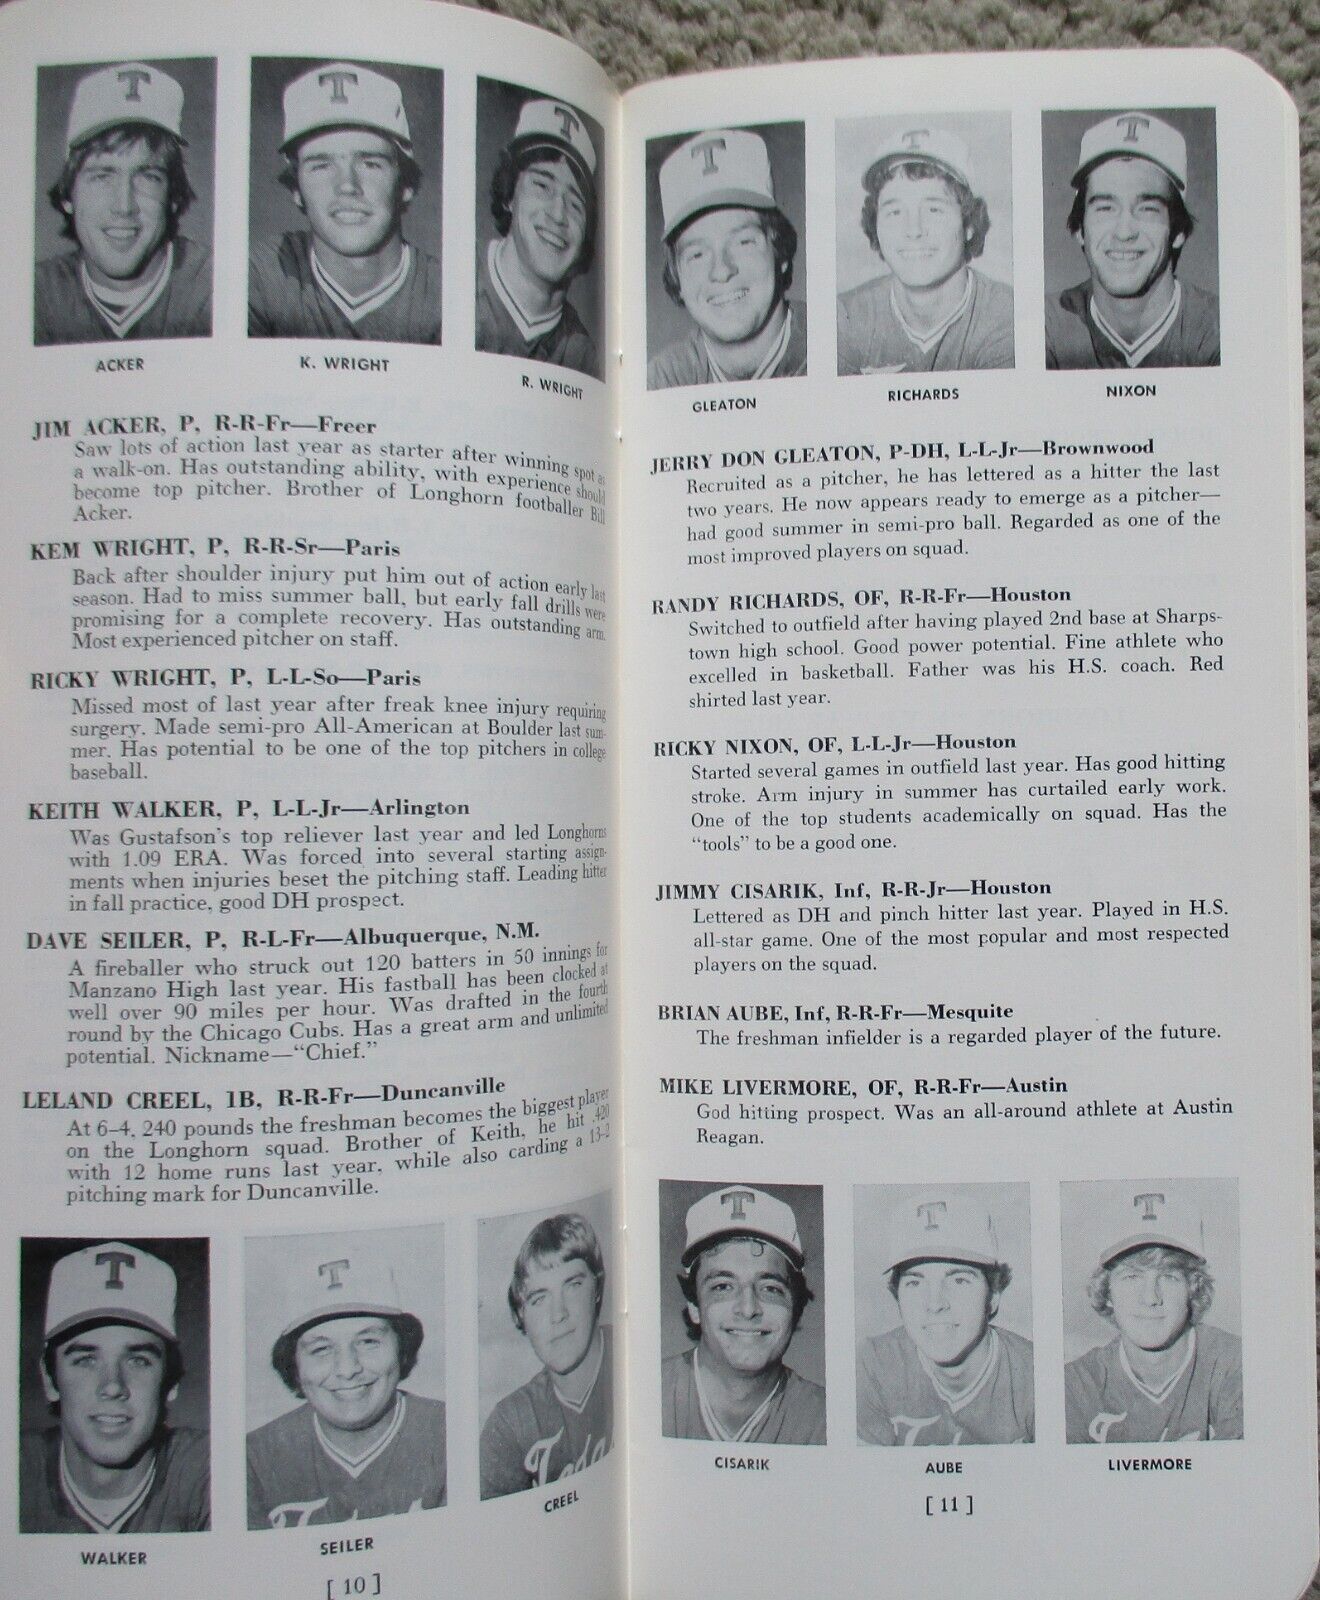 T T T
ACKER K. WRIGHT R. WRIGHT
JIM ACKER, P, R-R-Fr—Freer
Saw lots of action last year as starter after winning spot as
a walk-on. Has outstanding ability, with experience should
become top pitcher. Brother of Longhorn footballer Bill
Acker.
KEM WRIGHT, P, R-R-Sr—Paris
Back after shoulder injury put him out of action early last
season. Had to miss summer ball, but early fall drills were
promising for a complete recovery. Has outstanding arm.
Most experienced pitcher on staff.
RICKY WRIGHT, P, L-L-So—Paris
Missed most of last year after freak knee injury requiring
surgery. Made semi-pro All-American at Boulder last sum-
mer. Has potential to be one of the top pitchers in college
baseball.
KEITH WALKER, P, L-L-Jr—Arlington
Was Gustafson's top reliever last year and led Longhorns
with 1.09 ERA. Was forced into several starting assign-
ments when injuries beset the pitching staff. Leading hitter
in fall practice, good DH prospect.
DAVE SEILER, P, R-L-Fr—Albuquerque, N.M.
A fireballer who struck out 120 batters in 50 innings for
Manzano High last year. His fastball has been clocked at
well over 90 miles per hour. Was drafted in the fourth
round by the Chicago Cubs. Has a great arm and unlimited
potential. Nickname—"Chief."
LELAND CREEL, 1B, R-R-Fr—Duncanville
At 6-4, 240 pounds the freshman becomes the biggest player
on the Longhorn squad. Brother of Keith, he hit .420
with 12 home runs last year, while also carding a 13-2
pitching mark for Duncanville.
T T
Texas Texas
WALKER SEILER CREEL
[ 10 ]
T T T
GLEATON RICHARDS NIXON
JERRY DON GLEATON, P-DH, L-L-Jr—Brownwood
Recruited as a pitcher, he has lettered as a hitter the last
two years. He now appears ready to emerge as a pitcher—
had good summer in semi-pro ball. Regarded as one of the
most improved players on squad.
RANDY RICHARDS, OF, R-R-Fr—Houston
Switched to outfield after having played 2nd base at Sharps-
town high school. Good power potential. Fine athlete who
excelled in basketball. Father was his H.S. coach. Red
shirted last year.
RICKY NIXON, OF, L-L-Jr—Houston
Started several games in outfield last year. Has good hitting
stroke. Arm injury in summer has curtailed early work.
One of the top students academically on squad. Has the
"tools" to be a good one.
JIMMY CISARIK, Inf, R-R-Jr—Houston
Lettered as DH and pinch hitter last year. Played in H.S.
all-star game. One of the most popular and most respected
players on the squad.
BRIAN AUBE, Inf, R-R-Fr—Mesquite
The freshman infielder is a regarded player of the future.
MIKE LIVERMORE, OF, R-R-Fr—Austin
God hitting prospect. Was an all-around athlete at Austin
Reagan.
T T T
CISARIK AUBE LIVERMORE
[ 11 ]